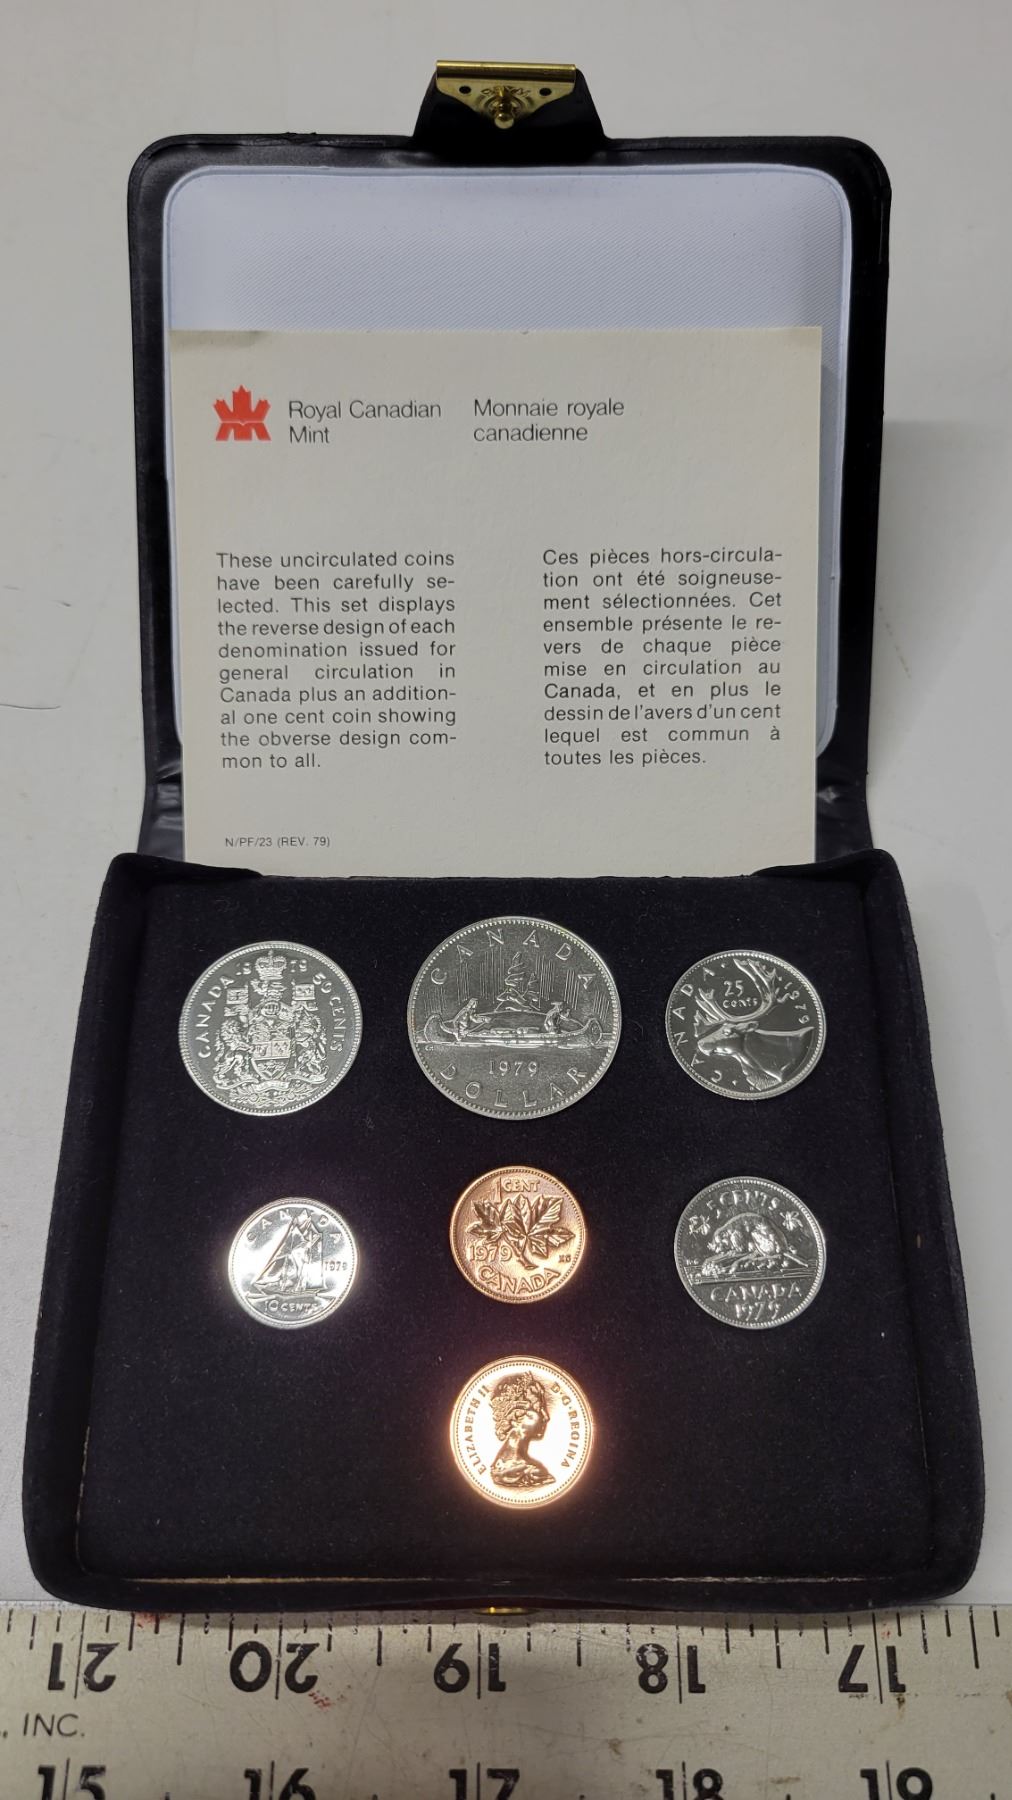 Royal Canadian
Mint
Monnaie royale
canadienne
These uncirculated coins
have been carefully se-
lected. This set displays
the reverse design of each
denomination issued for
general circulation in
Canada plus an addition-
al one cent coin showing
the obverse design com-
mon to all.
Ces pièces hors-circula-
tion ont été soigneuse-
ment sélectionnées. Cet
ensemble présente le re-
vers de chaque pièce
mise en circulation au
Canada, et en plus le
dessin de l'avers d'un cent
lequel est commun à
toutes les pièces.
N/PF/23 (REV. 79)
CANADA 1979 50 CENTS
CANADA
1979
DOLLAR
CANADA 1979
25
cents
CANADA
1979
10 CENTS
1 CENT
1979
CANADA
5 CENTS
CANADA
1979
ELIZABETH II D·G·REGINA
21 20 19 18 17
INC.
15 16 17 18 19